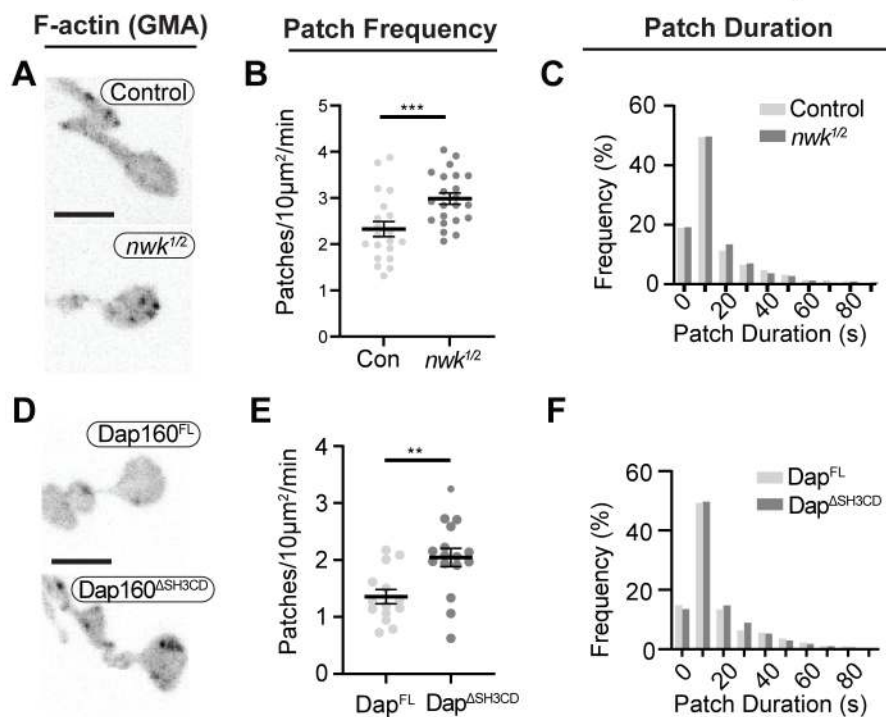 F-actin (GMA)
Patch Frequency
Patch Duration
A
Control
nwk1/2
B
***
Patches/10µm²/min
5
4
3
2
1
0
Con
nwk1/2
C
Control
nwk1/2
Frequency (%)
60
40
20
0
0 20 40 60 80
Patch Duration (s)
D
Dap160FL
Dap160ΔSH3CD
E
**
Patches/10µm²/min
4
3
2
1
0
DapFL
DapΔSH3CD
F
DapFL
DapΔSH3CD
Frequency (%)
60
40
20
0
0 20 40 60 80
Patch Duration (s)